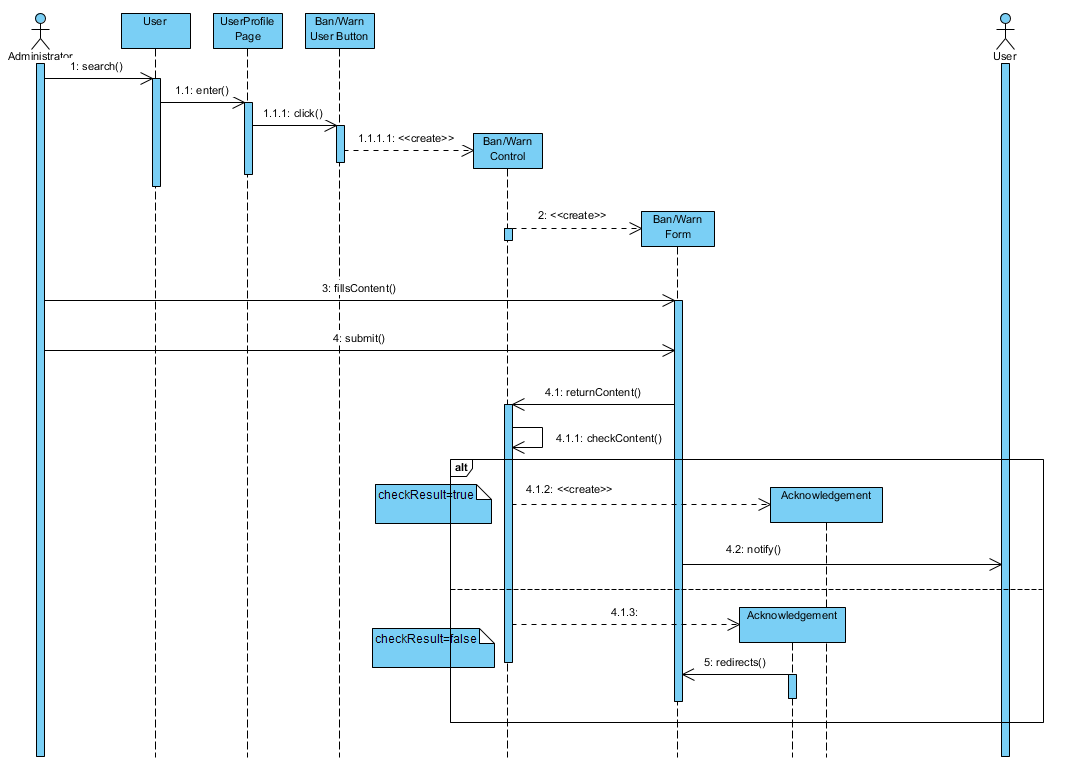 User
UserProfile
Page
Ban/Warn
User Button
Administrator
User
1: search()
1.1: enter()
1.1.1: click()
1.1.1.1: <<create>>
Ban/Warn
Control
2: <<create>>
Ban/Warn
Form
3: fillsContent()
4: submit()
4.1: returnContent()
4.1.1: checkContent()
alt
checkResult=true
4.1.2: <<create>>
Acknowledgement
4.2: notify()
4.1.3:
Acknowledgement
checkResult=false
5: redirects()